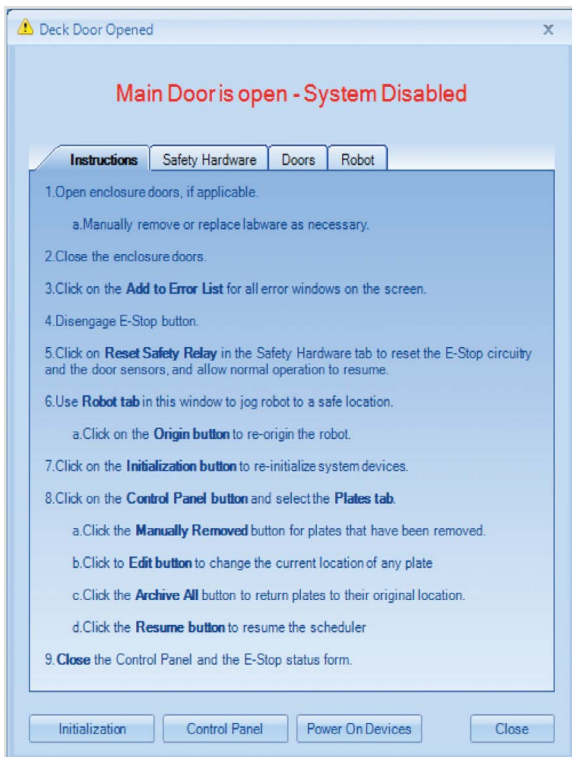 Deck Door Opened
x
Main Door is open - System Disabled
Instructions
Safety Hardware
Doors
Robot
1.Open enclosure doors, if applicable.
a.Manually remove or replace labware as necessary.
2.Close the enclosure doors.
3.Click on the Add to Error List for all error windows on the screen.
4.Disengage E-Stop button.
5.Click on Reset Safety Relay in the Safety Hardware tab to reset the E-Stop circuitry
and the door sensors, and allow normal operation to resume.
6.Use Robot tab in this window to jog robot to a safe location.
a.Click on the Origin button to re-origin the robot.
7.Click on the Initialization button to re-initialize system devices.
8.Click on the Control Panel button and select the Plates tab.
a.Click the Manually Removed button for plates that have been removed.
b.Click to Edit button to change the current location of any plate
c.Click the Archive All button to return plates to their original location.
d.Click the Resume button to resume the scheduler
9.Close the Control Panel and the E-Stop status form.
Initialization
Control Panel
Power On Devices
Close